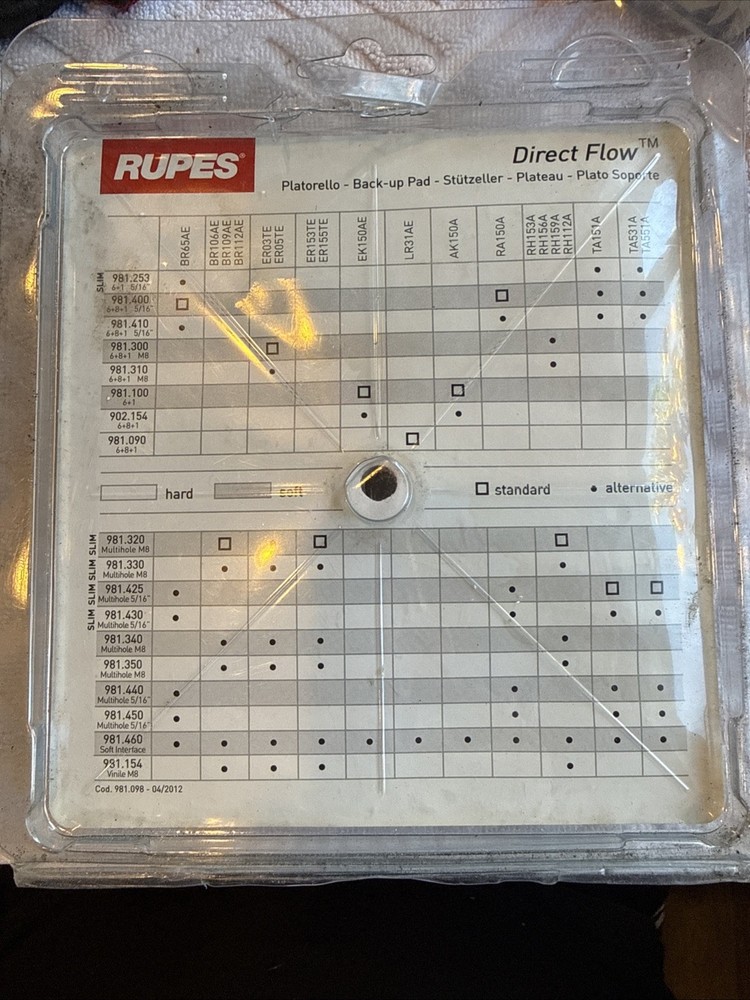 RUPES®
Direct Flow™
Platorello - Back-up Pad - Stützeller - Plateau - Plato Soporte
BR65AE
BR106AE
BR109AE
BR112AE
ER03TE
ER05TE
ER153TE
ER155TE
EK150AE
LR31AE
AK150A
RA150A
RH153A
RH156A
RH159A
RH112A
TA151A
TA531A
TA551A
SLIM
981.253
6+1 5/16"
981.400
6+8+1 5/16"
981.410
6+8+1 5/16"
981.300
6+8+1 M8
981.310
6+8+1 M8
981.100
6+1
902.154
6+8+1
981.090
6+8+1
hard soft standard • alternative
SLIM SLIM SLIM SLIM
981.320
Multihole M8
981.330
Multihole M8
981.425
Multihole 5/16"
981.430
Multihole 5/16"
981.340
Multihole M8
981.350
Multihole M8
981.440
Multihole 5/16"
981.450
Multihole 5/16"
981.460
Soft Interface
981.154
Vinile M8
Cod. 981.098 - 04/2012